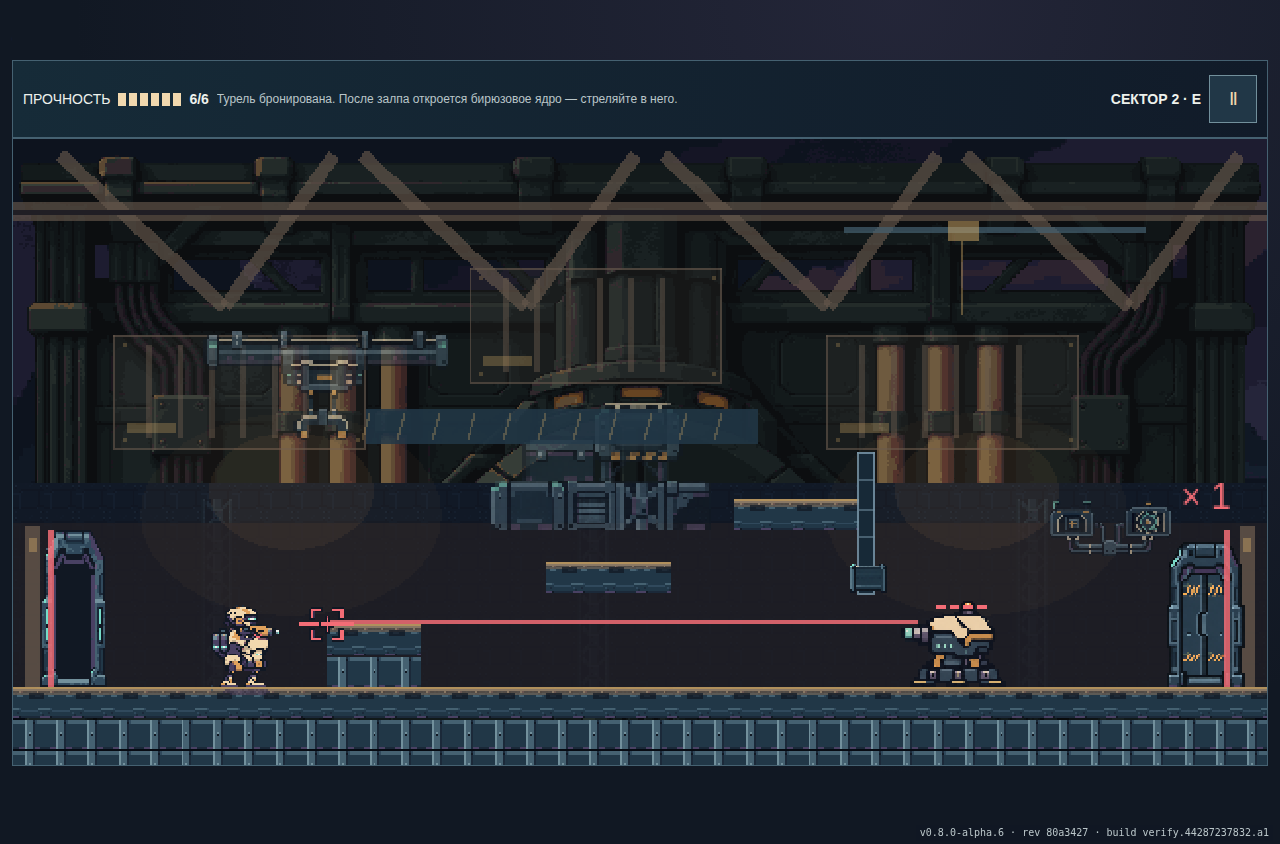 ПРОЧНОСТЬ 6/6 Турель бронирована. После залпа откроется бирюзовое ядро — стреляйте в него. СЕКТОР 2 · E II
× 1
v0.8.0-alpha.6 · rev 80a3427 · build verify.44287237832.a1